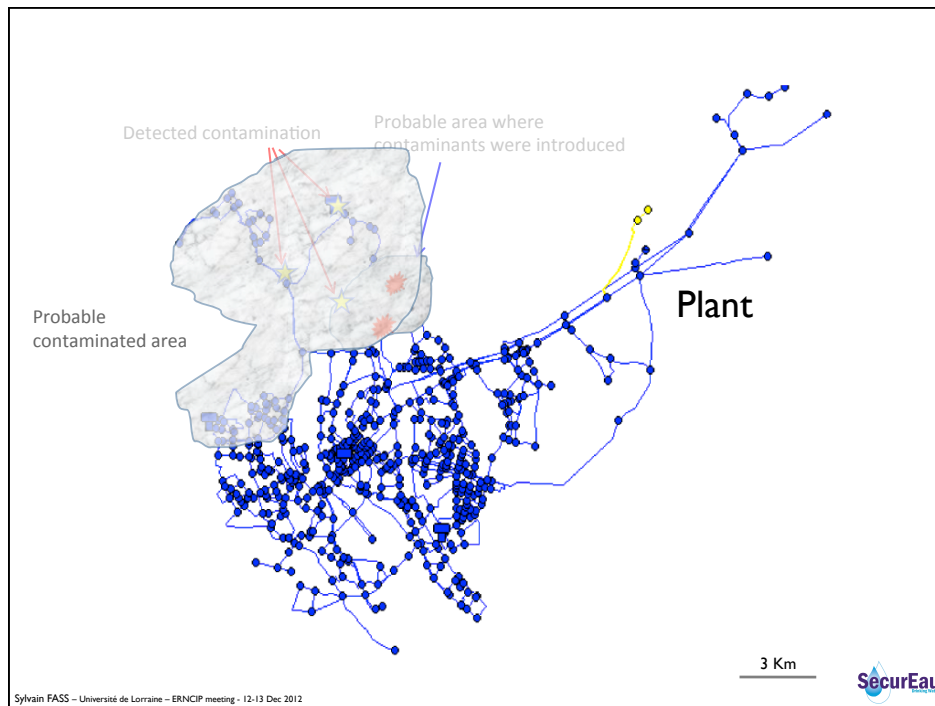 Detected contamination
Probable area where
contaminants were introduced
Plant
Probable
contaminated area
3 Km
SecurEau
Sylvain FASS – Université de Lorraine – ERNCIP meeting - 12-13 Dec 2012